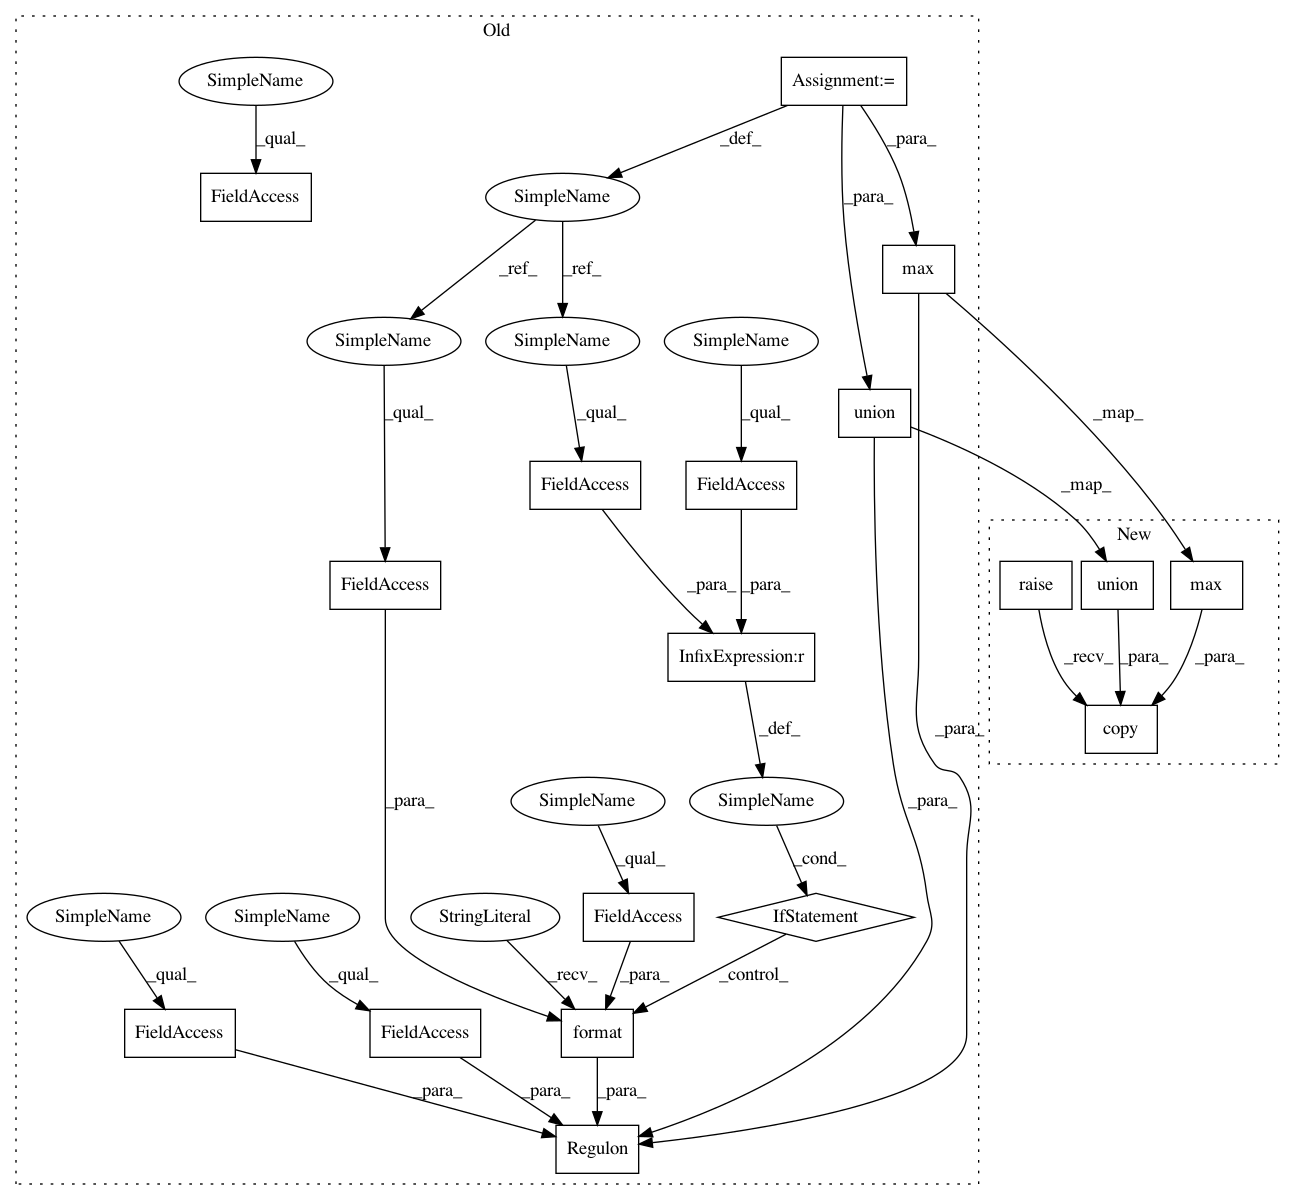 Old
SimpleName
Assignment:=
_qual_
_def_
_para_
FieldAccess
SimpleName
_para_
_ref_
_ref_
max
SimpleName
SimpleName
SimpleName
_qual_
_qual_
_qual_
union
_map_
FieldAccess
FieldAccess
_map_
New
FieldAccess
raise
union
max
_para_
_para_
InfixExpression:r
_recv_
_para_
_para_
_def_
_para_
copy
SimpleName
SimpleName
_para_
_para_
_qual_
_cond_
SimpleName
SimpleName
StringLiteral
FieldAccess
IfStatement
_qual_
_qual_
_recv_
_para_
_control_
FieldAccess
FieldAccess
format
_para_
_para_
_para_
Regulon